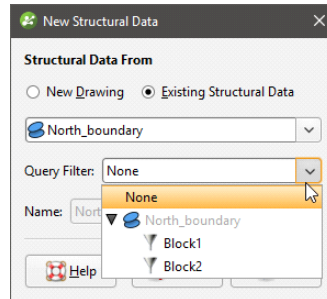 New Structural Data
Structural Data From
New Drawing Existing Structural Data
North_boundary
Query Filter: None
None
Name: Nort
North_boundary
Block1
Block2
Help